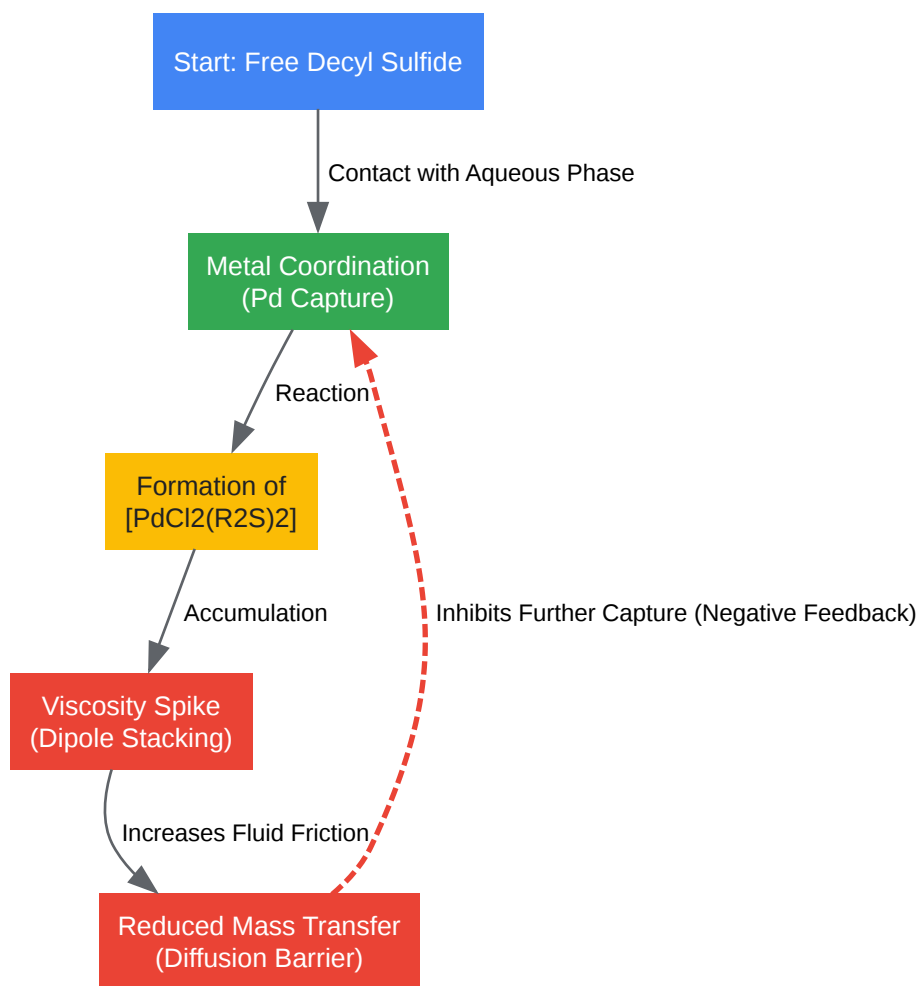 Start: Free Decyl Sulfide
Contact with Aqueous Phase
Metal Coordination
(Pd Capture)
Reaction
Formation of
[PdCl2(R2S)2]
Accumulation
Inhibits Further Capture (Negative Feedback)
Viscosity Spike
(Dipole Stacking)
Increases Fluid Friction
Reduced Mass Transfer
(Diffusion Barrier)